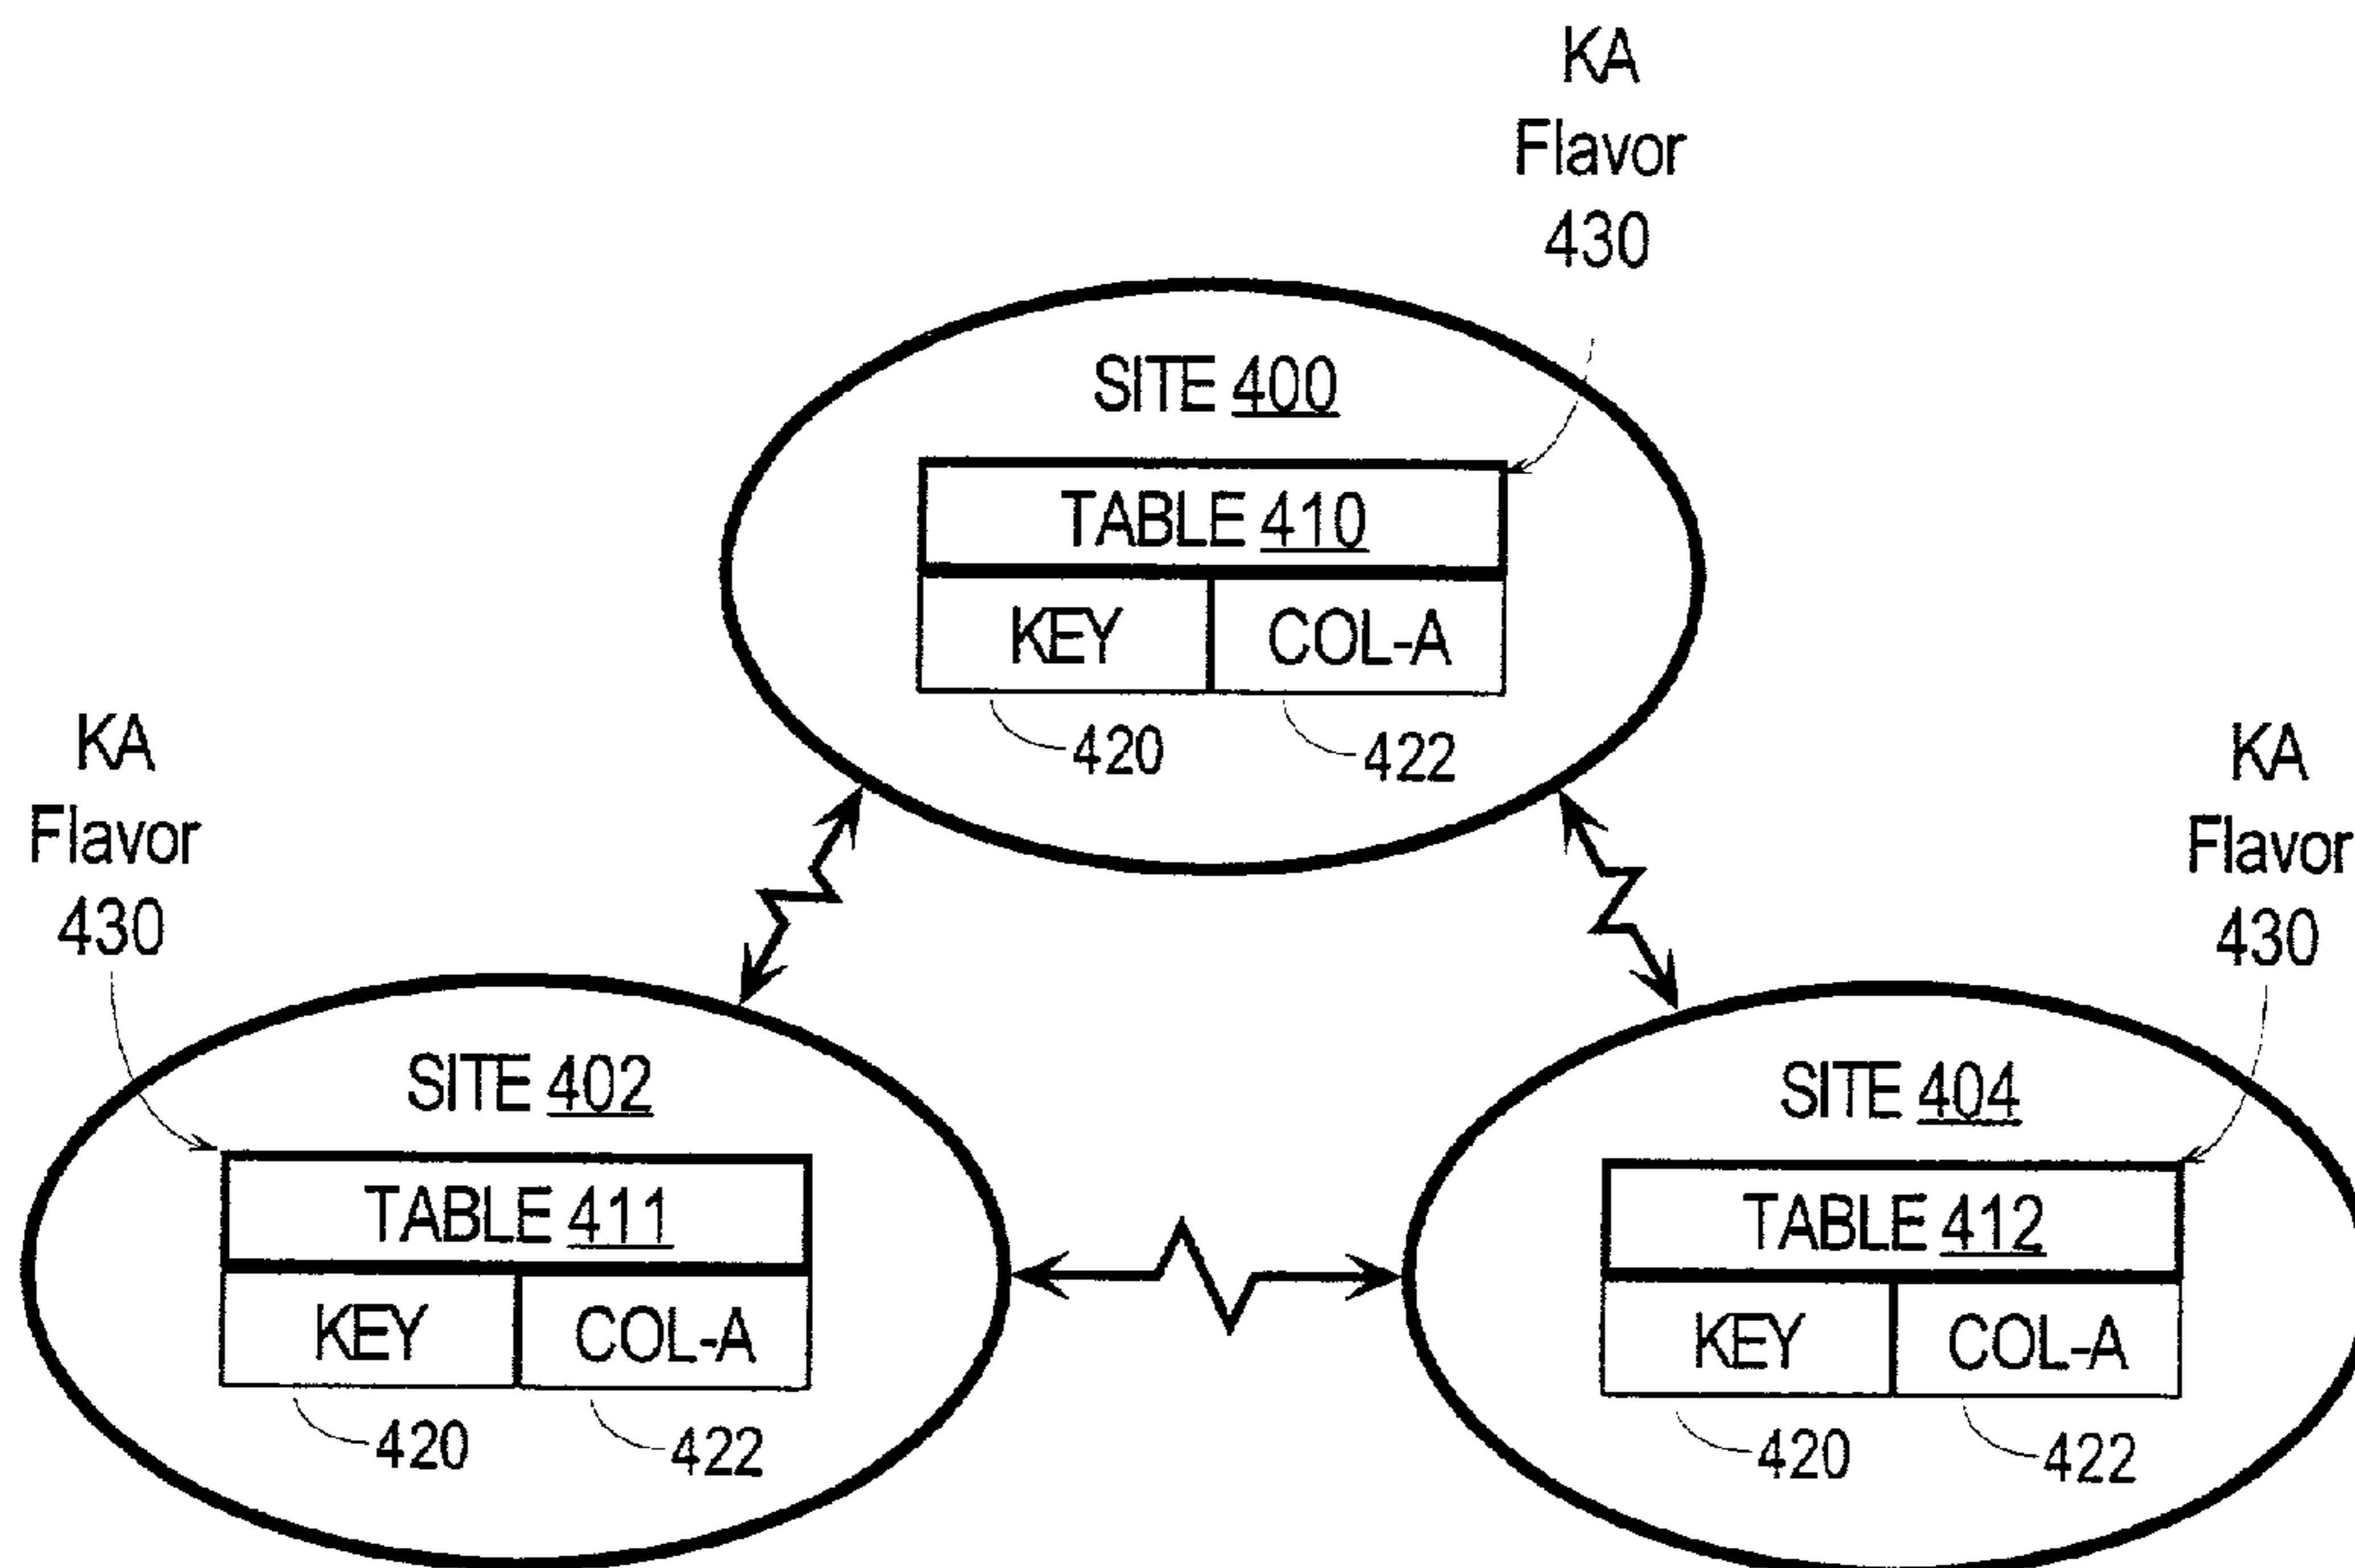 KA
Flavor
430
SITE 400
TABLE 410
KEY COL-A
420 422
KA
Flavor
430
SITE 402
TABLE 411
KEY COL-A
420 422
KA
Flavor
430
SITE 404
TABLE 412
KEY COL-A
420 422